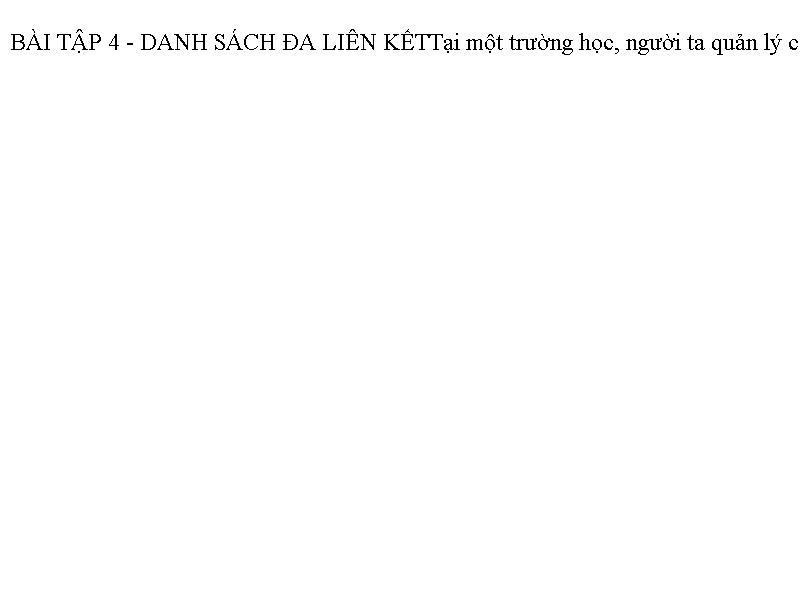 BÀI TẬP 4 - DANH SÁCH ĐA LIÊN KẾTTại một trường học, người ta quản lý c